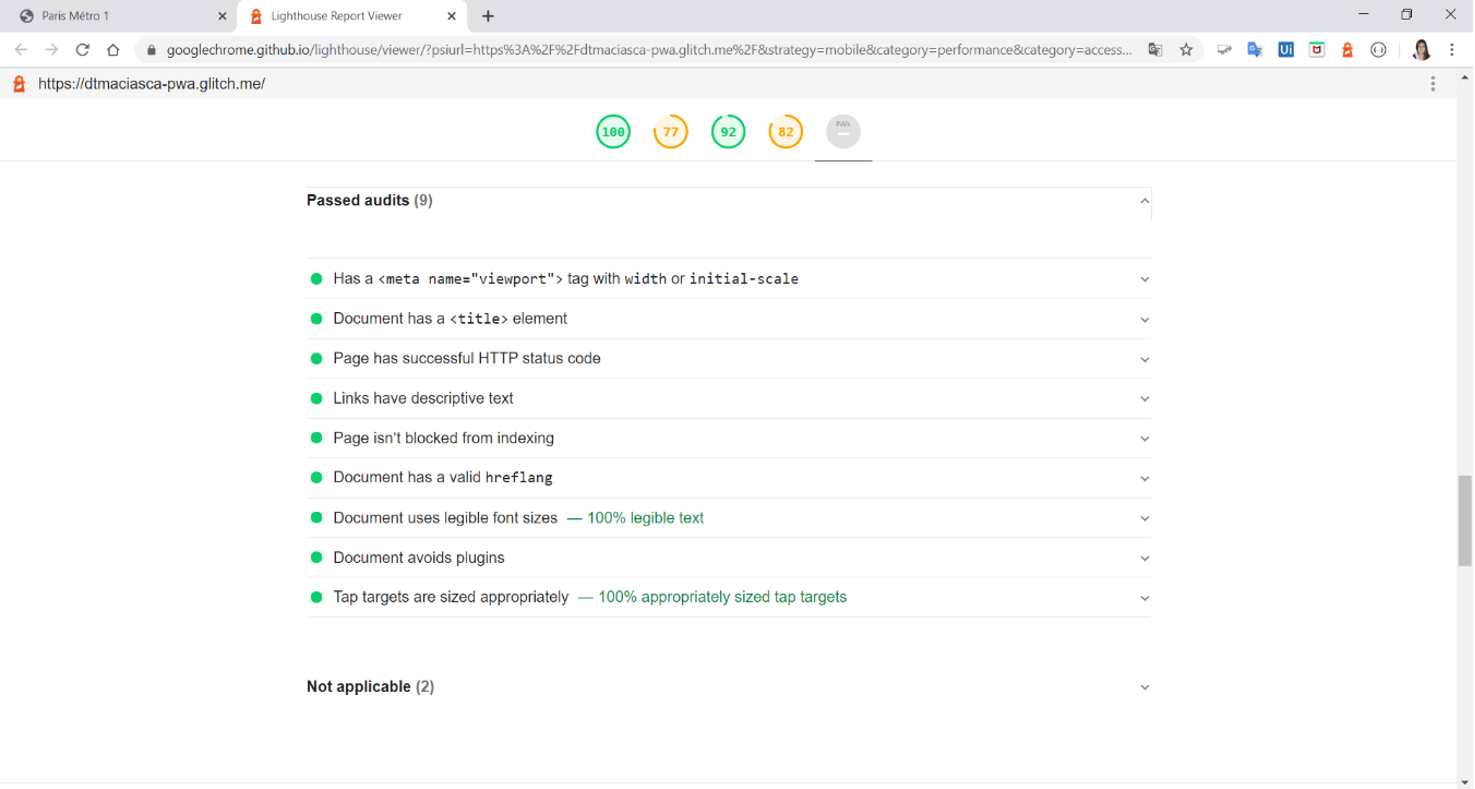 Paris Métro 1
Lighthouse Report Viewer
googlechrome.github.io/lighthouse/viewer/?psiurl=https%3A%2F%2Fdtmaciasca-pwa.glitch.me%2F&strategy=mobile&category=performance&category=access...
https://dtmaciasca-pwa.glitch.me/
100 77 92 82 PWA
Passed audits (9)
Has a <meta name="viewport"> tag with width or initial-scale
Document has a <title> element
Page has successful HTTP status code
Links have descriptive text
Page isn't blocked from indexing
Document has a valid hreflang
Document uses legible font sizes — 100% legible text
Document avoids plugins
Tap targets are sized appropriately — 100% appropriately sized tap targets
Not applicable (2)